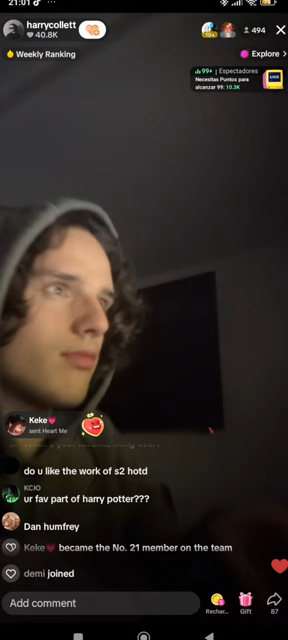 21:01
harrycollett
40.8K
10+
494
Weekly Ranking
Explore >
99+ | Espectadores
Necesitas Puntos para
alcanzar 99: 10.3K
LIVE
Keke
sent Heart Me
do u like the work of s2 hotd
KCIO
ur fav part of harry potter???
Dan humfrey
Keke became the No. 21 member on the team
demi joined
Add comment
Rechar...
Gift
87